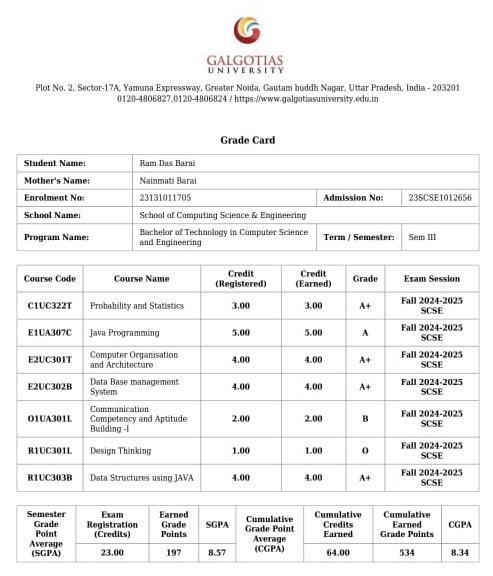 GALGOTIAS
UNIVERSITY
Plot No. 2, Sector-17A, Yamuna Expressway, Greater Noida, Gautam buddh Nagar, Uttar Pradesh, India - 203201
0120-4806827,0120-4806824 / https://www.galgotiasuniversity.edu.in
Grade Card
Student Name: Ram Das Barai
Mother's Name: Nainmati Barai
Enrolment No: 23131011705 Admission No: 23SCSE1012656
School Name: School of Computing Science & Engineering
Program Name: Bachelor of Technology in Computer Science
and Engineering
Term / Semester: Sem III
Course Code Course Name Credit
(Registered) Credit
(Earned) Grade Exam Session
C1UC322T Probability and Statistics 3.00 3.00 A+ Fall 2024-2025
SCSE
E1UA307C Java Programming 5.00 5.00 A Fall 2024-2025
SCSE
E2UC301T Computer Organisation
and Architecture 4.00 4.00 A+ Fall 2024-2025
SCSE
E2UC302B Data Base management
System 4.00 4.00 A+ Fall 2024-2025
SCSE
O1UA301L Communication
Competency and Aptitude
Building -I 2.00 2.00 B Fall 2024-2025
SCSE
R1UC301L Design Thinking 1.00 1.00 O Fall 2024-2025
SCSE
R1UC303B Data Structures using JAVA 4.00 4.00 A+ Fall 2024-2025
SCSE
Semester
Grade
Point
Average
(SGPA)
Exam
Registration
(Credits)
Earned
Grade
Points
SGPA
Cumulative
Grade Point
Average
(CGPA)
Cumulative
Credits
Earned
Cumulative
Earned
Grade Points
CGPA
23.00 197 8.57 64.00 534 8.34